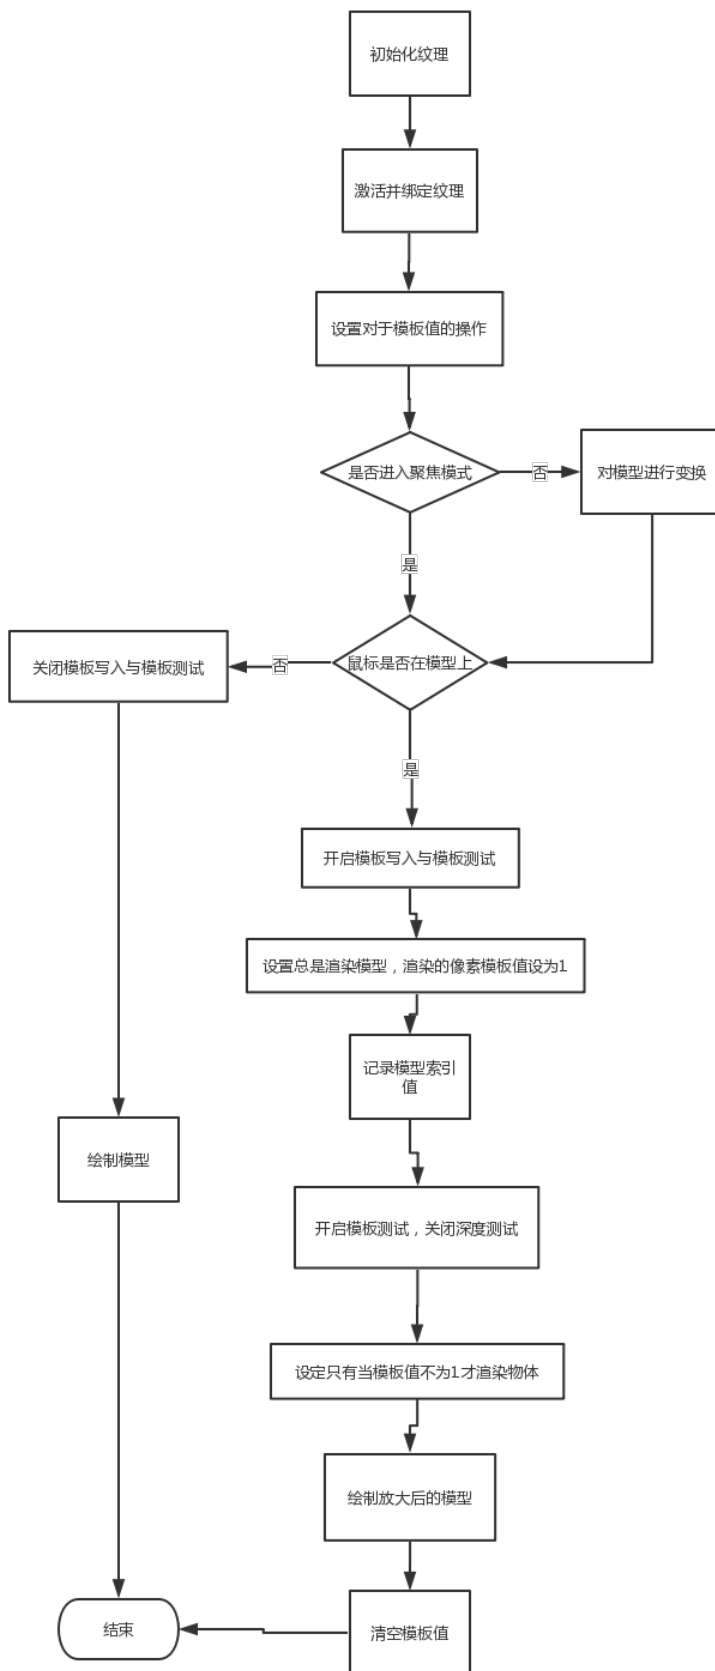 初始化纹理
激活并绑定纹理
设置对于模板值的操作
是否进入聚焦模式
否
对模型进行变换
是
关闭模板写入与模板测试
否
鼠标是否在模型上
是
开启模板写入与模板测试
设置总是渲染模型，渲染的像素模板值设为1
记录模型索引
值
绘制模型
开启模板测试，关闭深度测试
设定只有当模板值不为1才渲染物体
绘制放大后的模型
结束
清空模板值